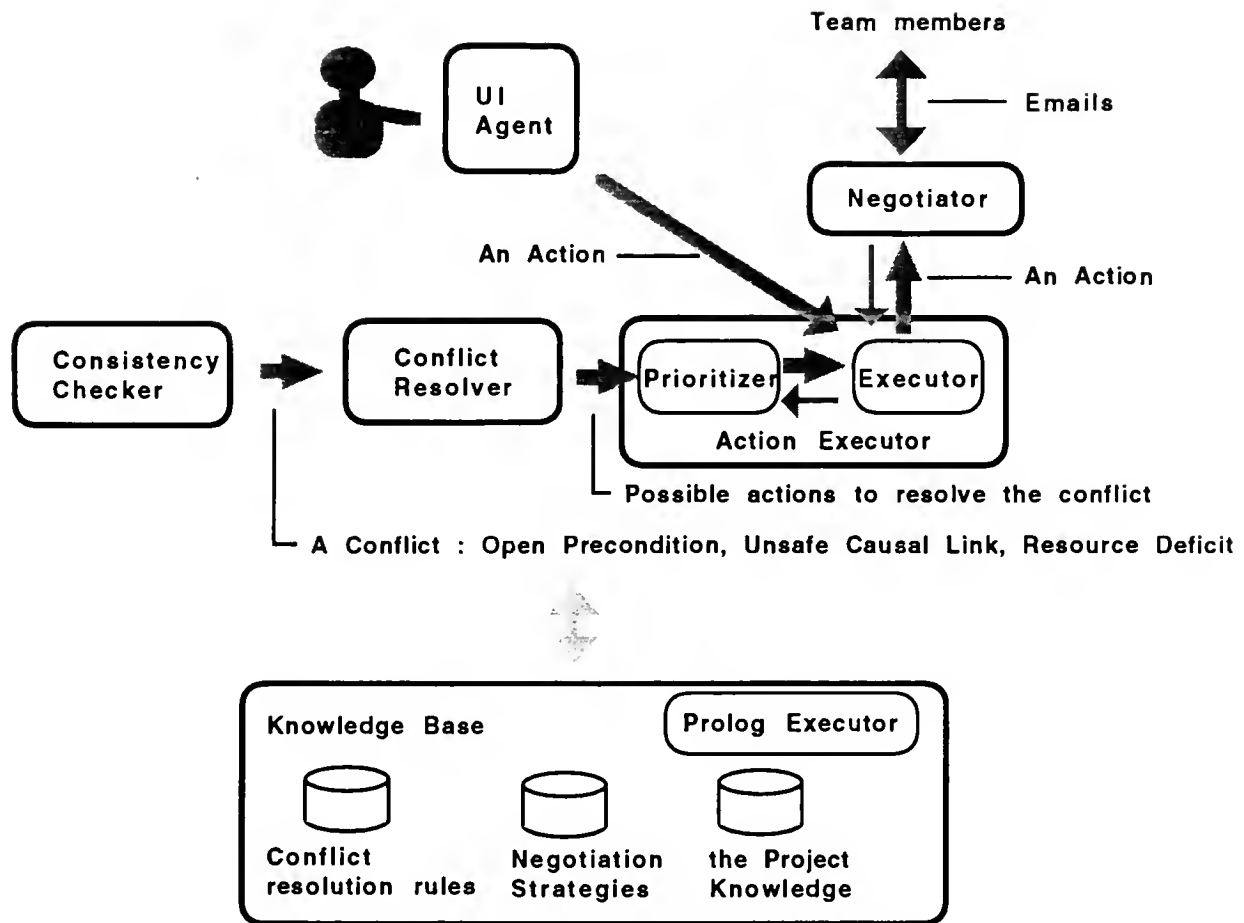 Team members
UI
Agent
Emails
Negotiator
An Action
An Action
Consistency
Checker
Conflict
Resolver
Prioritizer
Executor
Action Executor
Possible actions to resolve the conflict
A Conflict : Open Precondition, Unsafe Causal Link, Resource Deficit
Knowledge Base
Prolog Executor
Conflict
resolution rules
Negotiation
Strategies
the Project
Knowledge